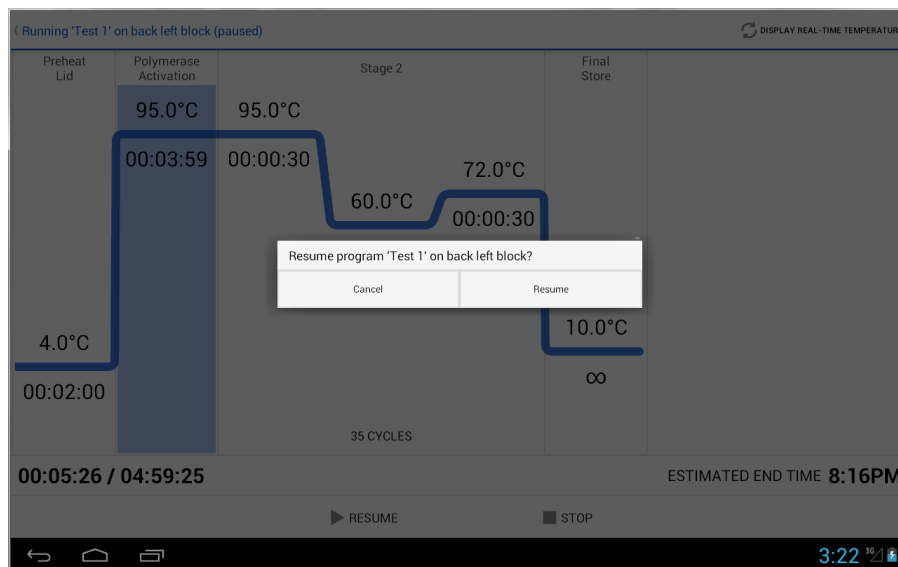 Running 'Test 1' on back left block (paused)
DISPLAY REAL-TIME TEMPERATUR
Preheat
Lid
Polymerase
Activation
Stage 2
Final
Store
95.0°C
95.0°C
00:03:59
00:00:30
72.0°C
60.0°C
00:00:30
Resume program 'Test 1' on back left block?
Cancel
Resume
4.0°C
10.0°C
00:02:00
∞
35 CYCLES
00:05:26 / 04:59:25
ESTIMATED END TIME 8:16PM
RESUME
STOP
3:22
3G